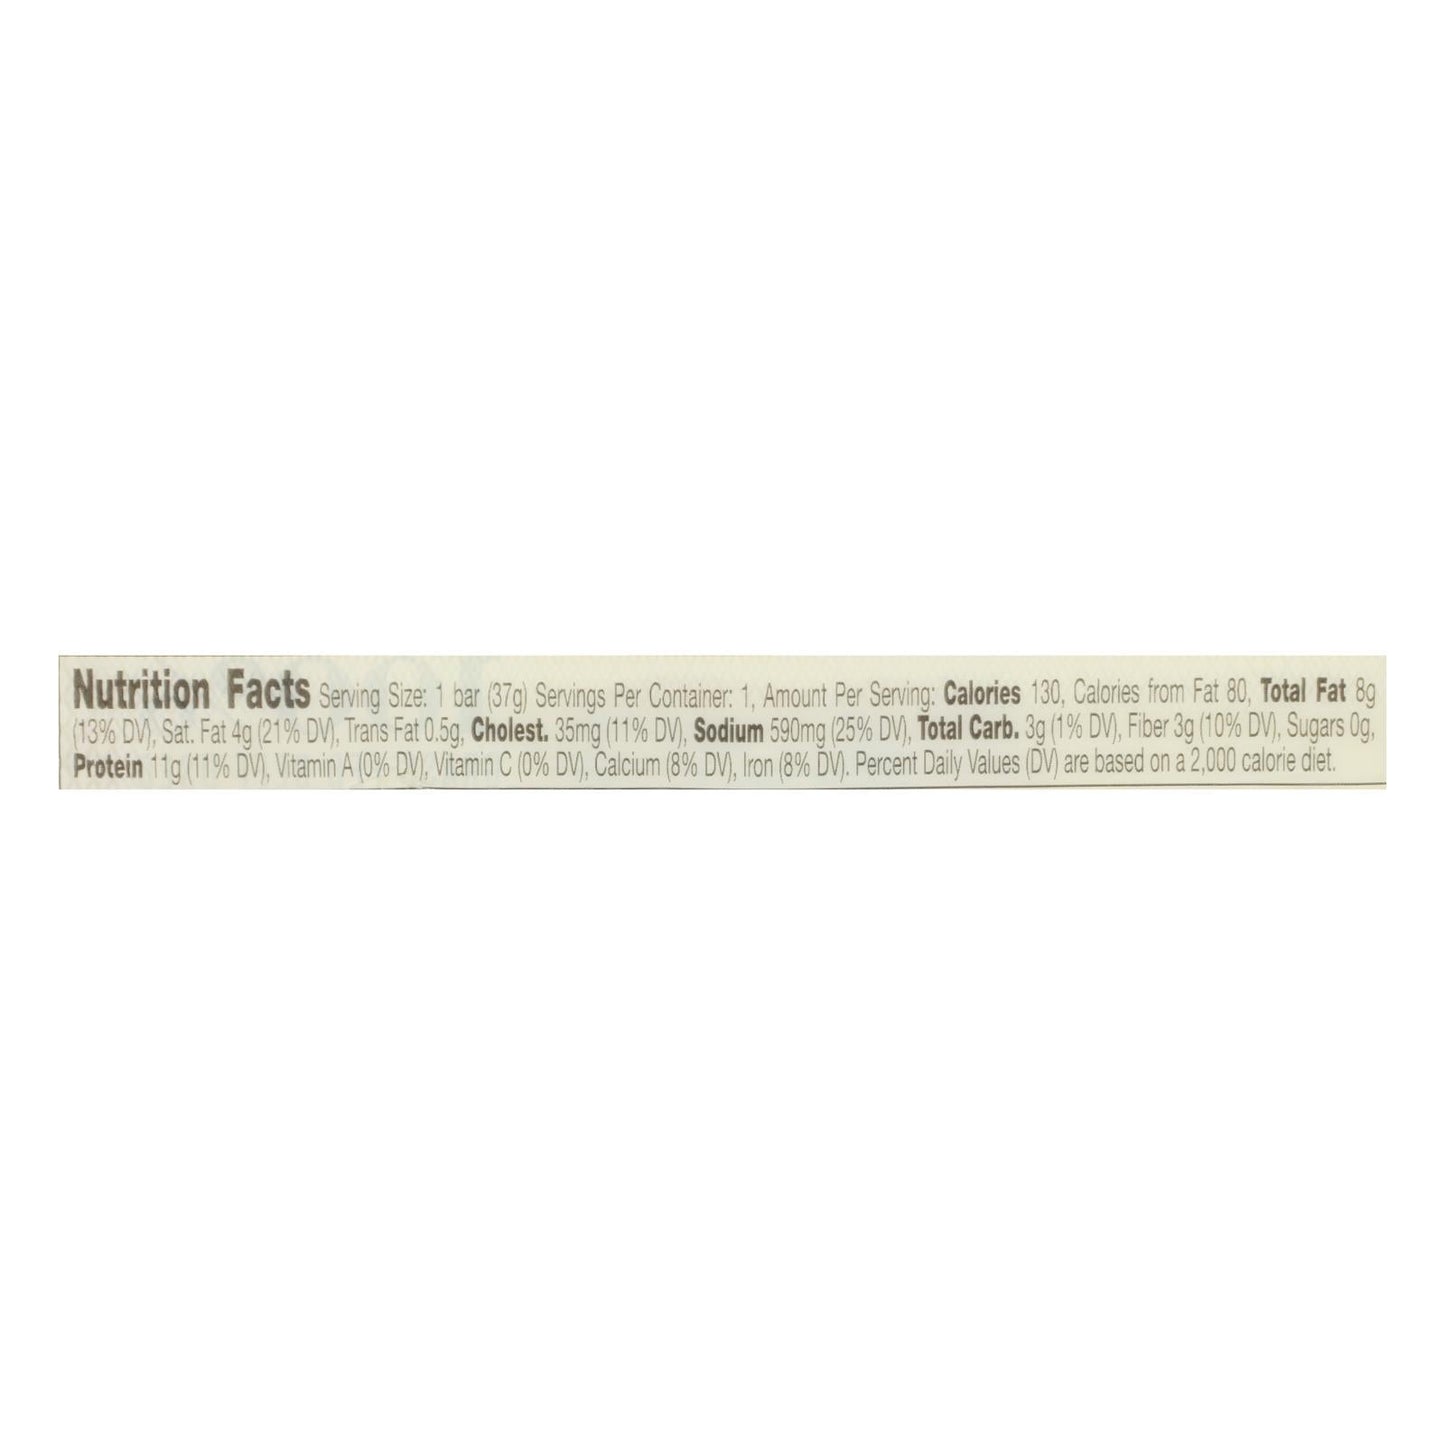 Nutrition Facts Serving Size: 1 bar (37g) Servings Per Container: 1, Amount Per Serving: Calories 130, Calories from Fat 80, Total Fat 8g
(13% DV), Sat. Fat 4g (21% DV), Trans Fat 0.5g, Cholest. 35mg (11% DV), Sodium 590mg (25% DV), Total Carb. 3g (1% DV), Fiber 3g (10% DV), Sugars 0g,
Protein 11g (11% DV), Vitamin A (0% DV), Vitamin C (0% DV), Calcium (8% DV), Iron (8% DV). Percent Daily Values (DV) are based on a 2,000 calorie diet.